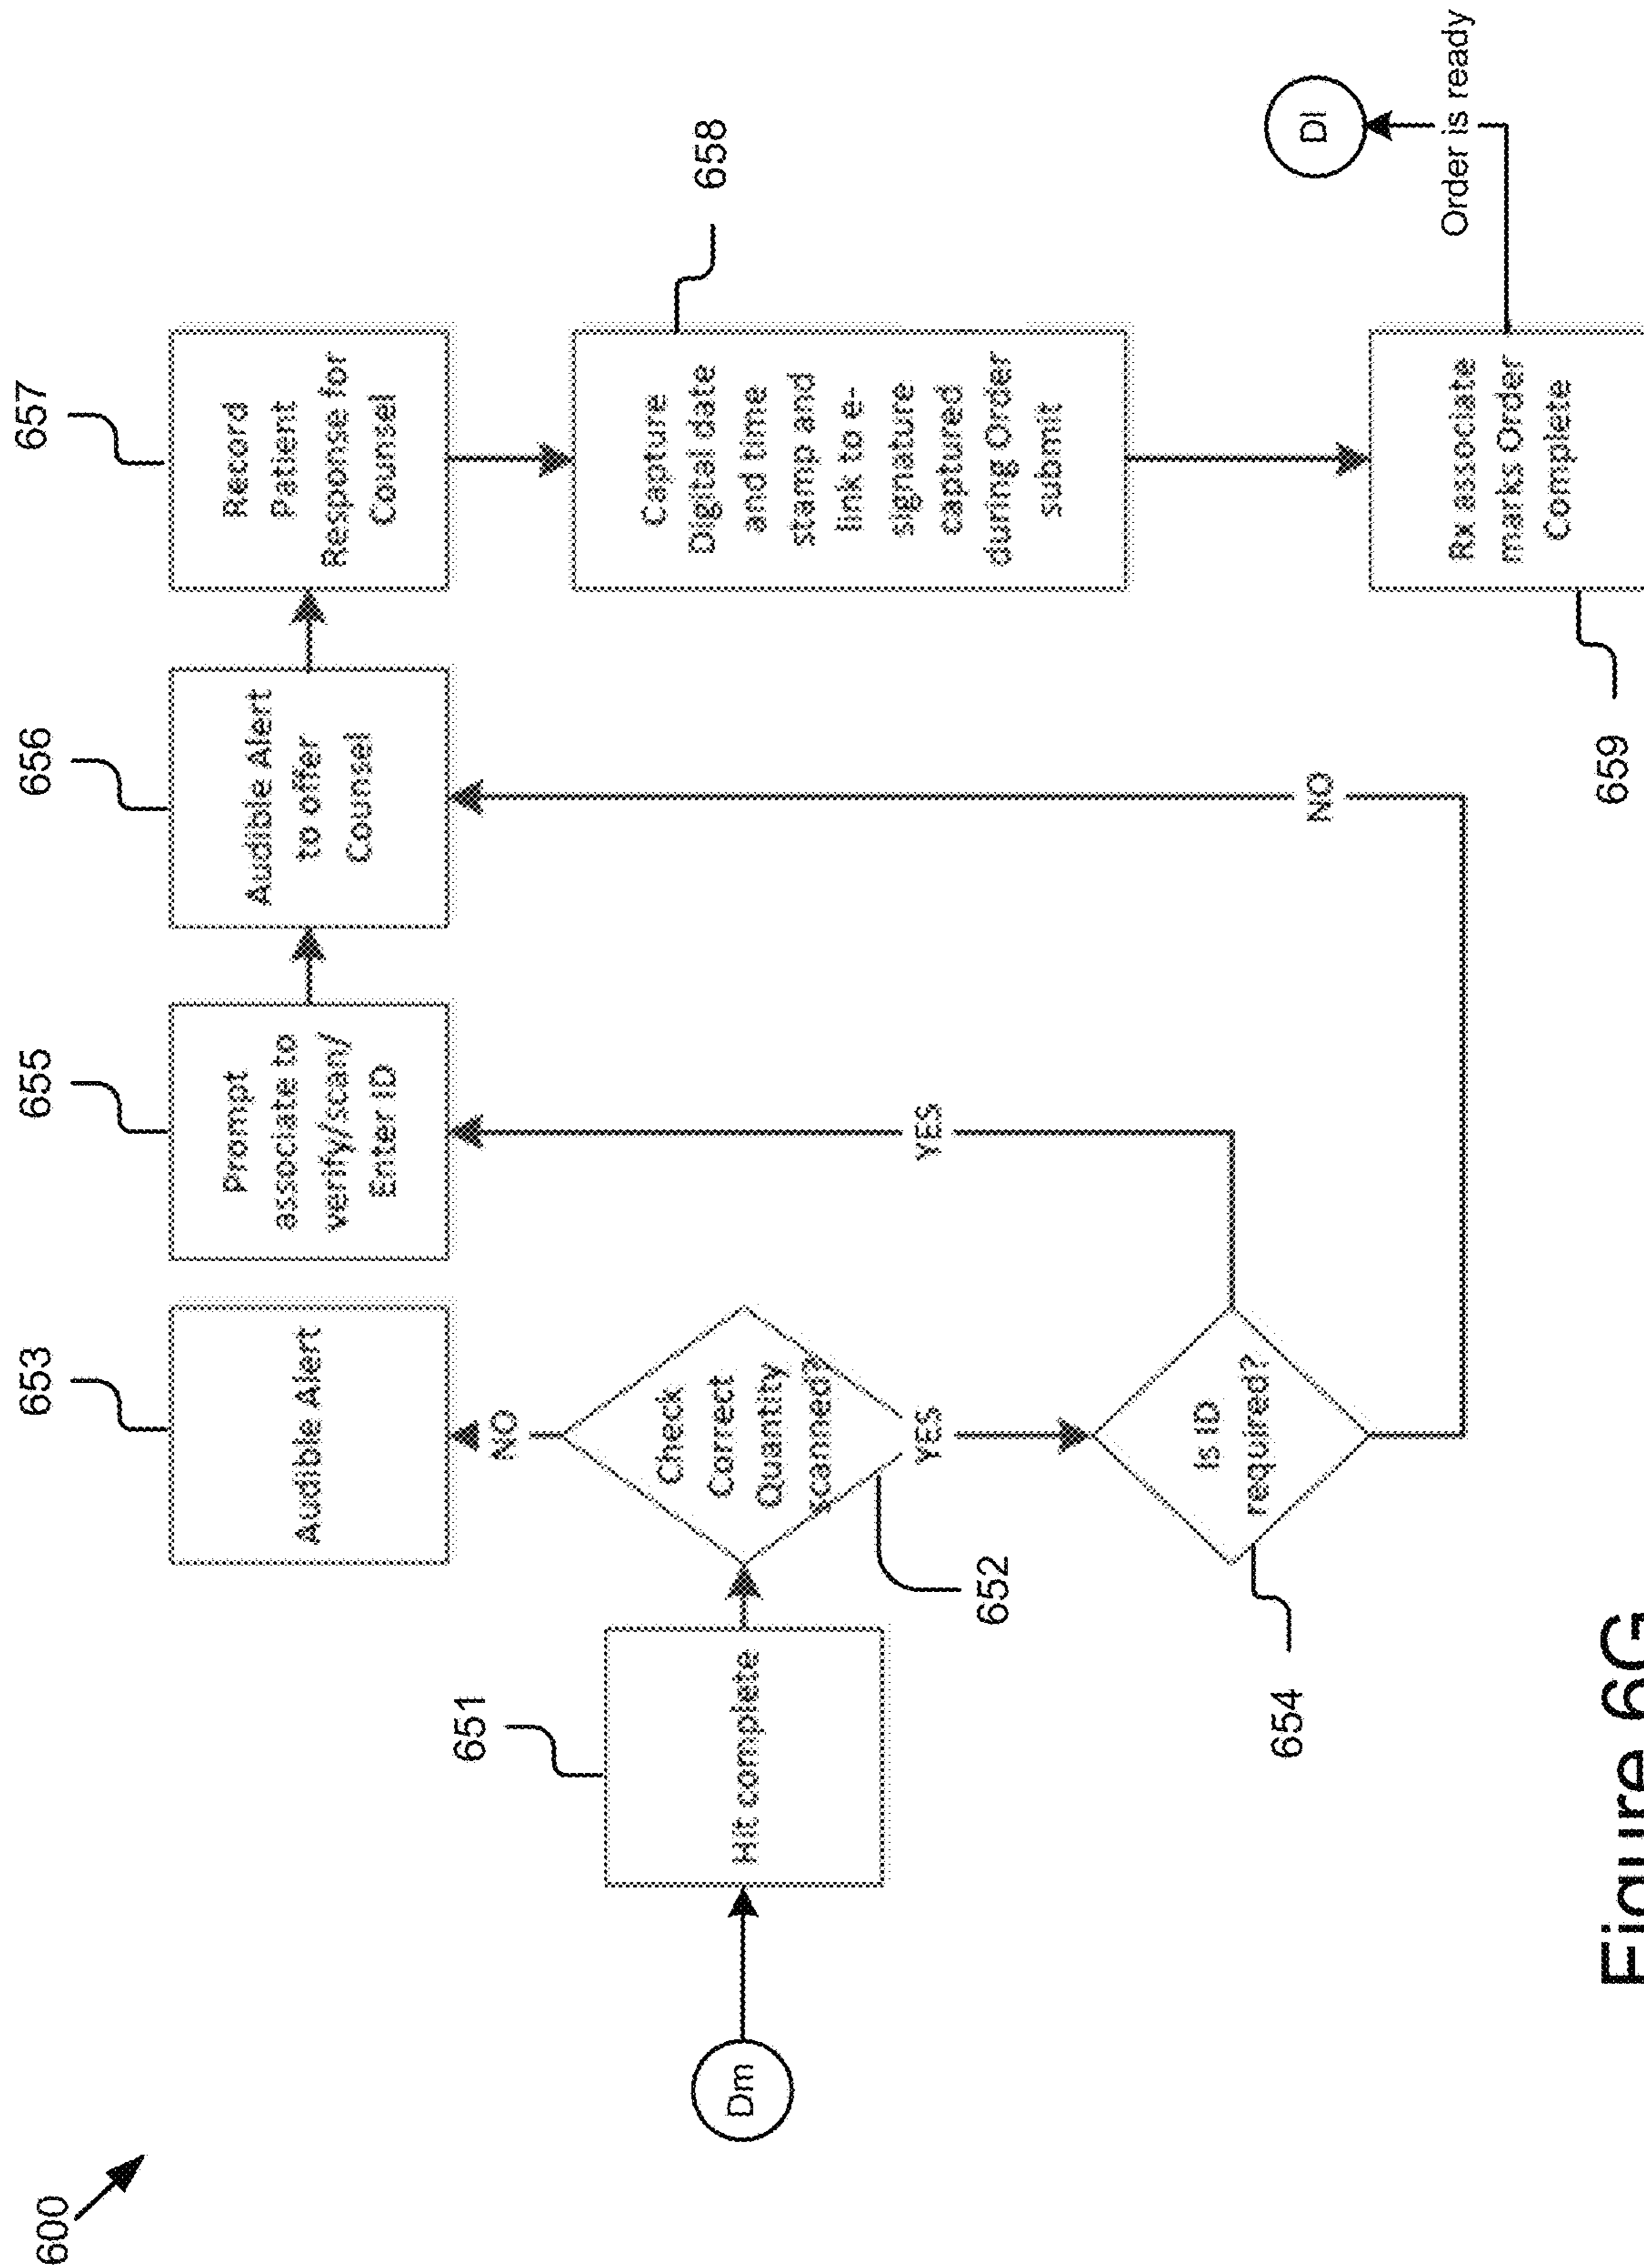 600
Dm
651
Hit complete
652
Check
Correct
Quantity
scanned?
NO
653
Audible Alert
YES
654
Is ID
required?
YES
655
Prompt
associate to
verify/scan/
Enter ID
NO
656
Audible Alert
to offer
Counsel
657
Record
Patient
Response for
Counsel
658
Capture
Digital date
and time
stamp and
link to e-
signature
captured
during Order
submit
659
Rx associate
marks Order
Complete
Order is ready
Dl
Figure 6G